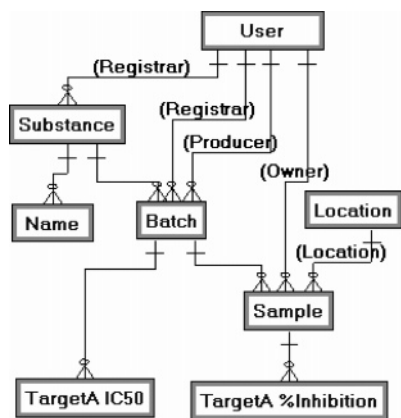 User
(Registrar)
(Registrar)
Substance
(Producer)
(Owner)
Name
Batch
Location
(Location)
Sample
TargetA IC50
TargetA %Inhibition